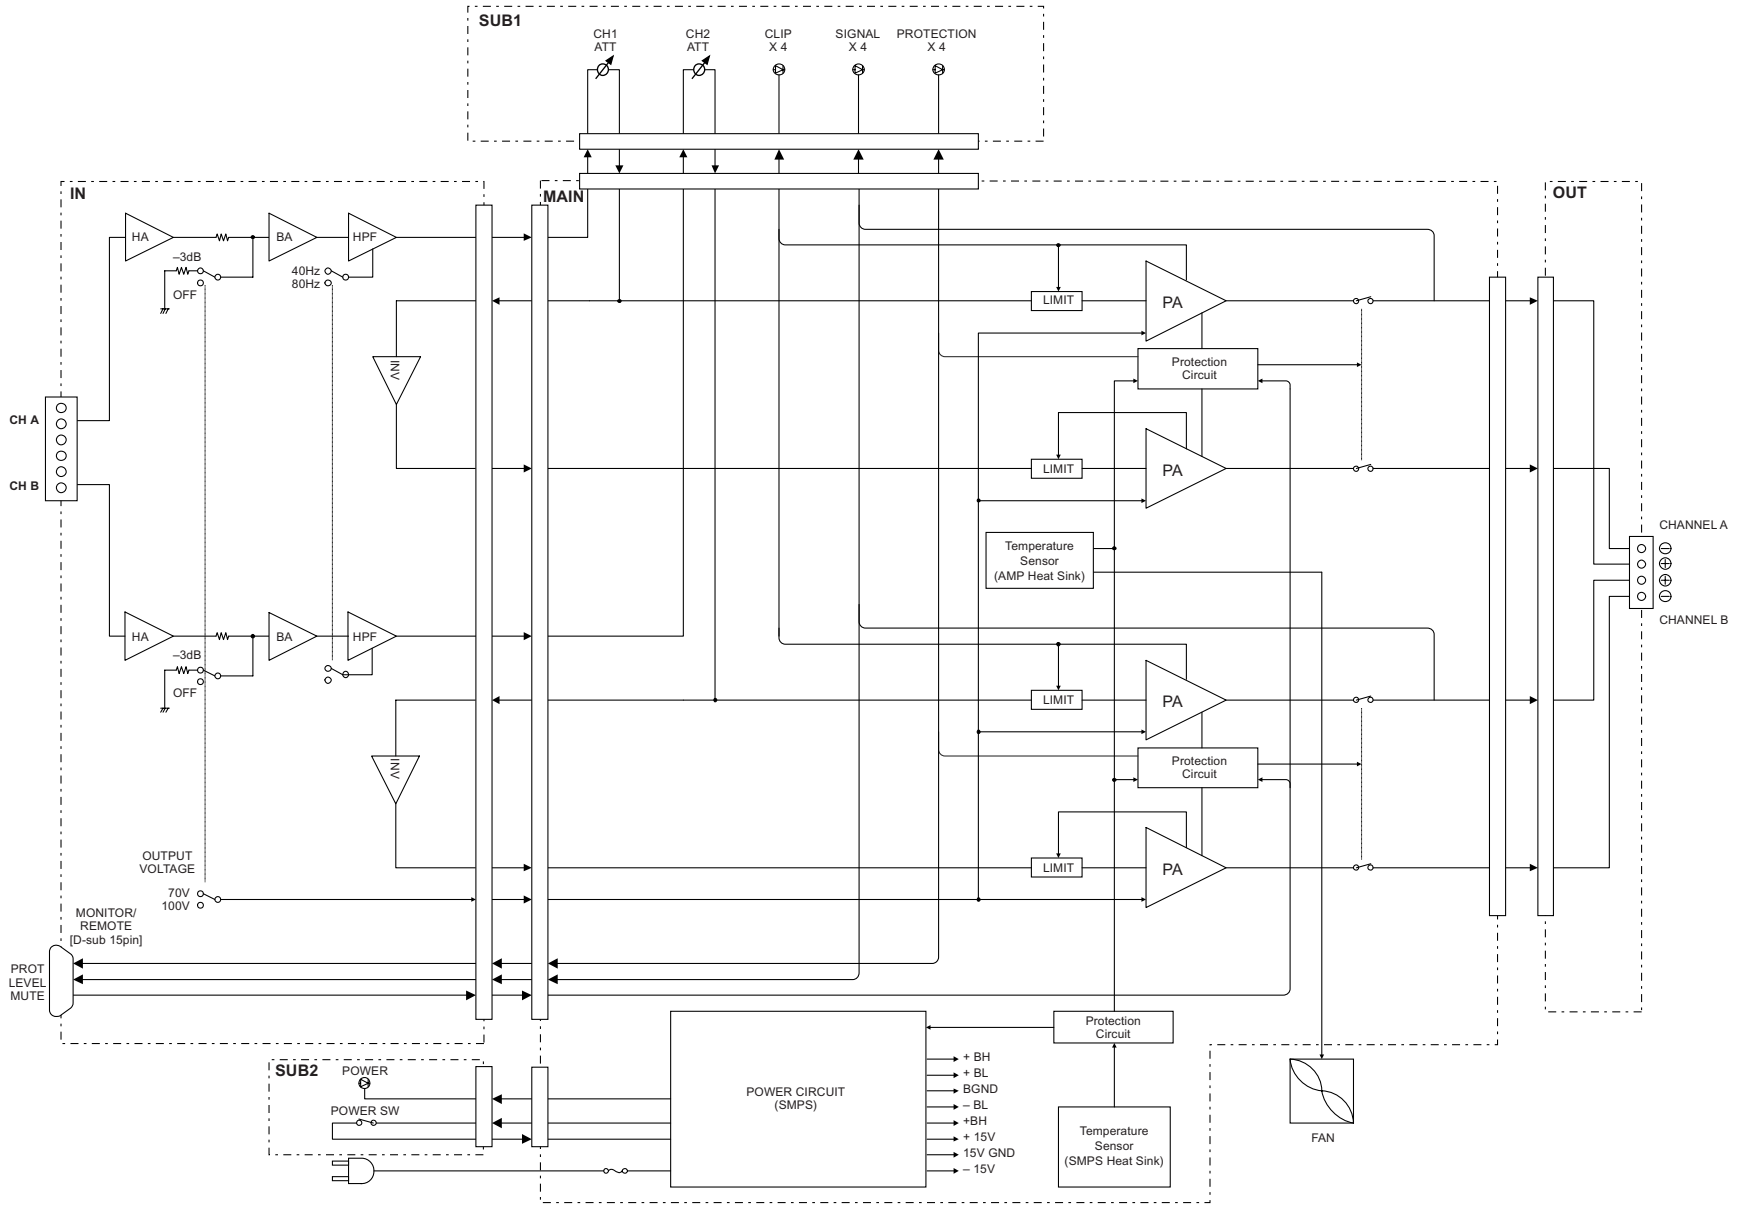 SUB1
CH1
ATT
CH2
ATT
CLIP
X 4
SIGNAL
X 4
PROTECTION
X 4
IN
MAIN
OUT
HA
BA
HPF
–3dB
OFF
40Hz
80Hz
LIMIT
PA
INV
Protection
Circuit
CH A
CH B
LIMIT
PA
Temperature
Sensor
(AMP Heat Sink)
CHANNEL A
–
+
+
–
CHANNEL B
HA
BA
HPF
–3dB
OFF
LIMIT
PA
INV
Protection
Circuit
OUTPUT
VOLTAGE
70V
100V
LIMIT
PA
MONITOR/
REMOTE
[D-sub 15pin]
PROT
LEVEL
MUTE
Protection
Circuit
SUB2
POWER
POWER SW
POWER CIRCUIT
(SMPS)
+ BH
+ BL
BGND
– BL
+BH
+ 15V
15V GND
– 15V
Temperature
Sensor
(SMPS Heat Sink)
FAN